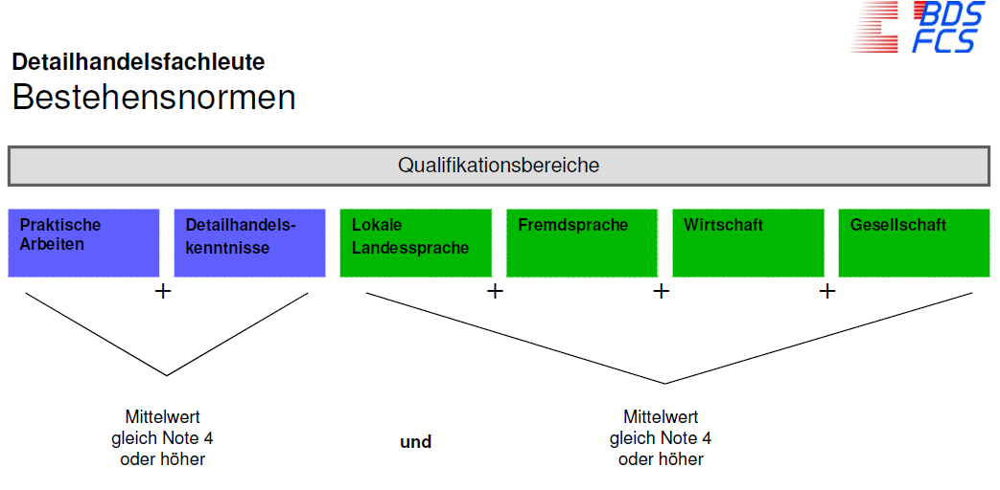 BDS
FCS
Detailhandelsfachleute
Bestehensnormen
Qualifikationsbereiche
Praktische
Arbeiten
Detailhandels-
kenntnisse
Lokale
Landessprache
Fremdsprache
Wirtschaft
Gesellschaft
+
+
+
+
Mittelwert
gleich Note 4
oder höher
und
Mittelwert
gleich Note 4
oder höher